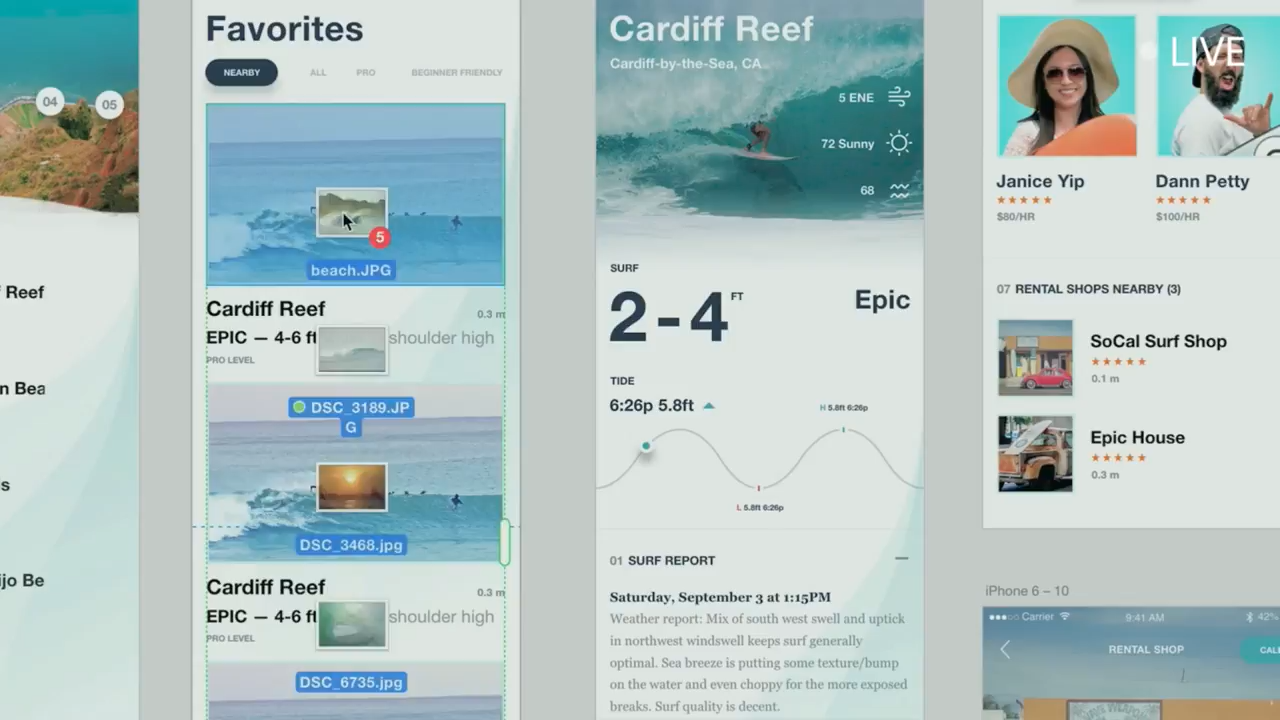 04
05
Reef
n Bea
s
ijo Be
Favorites
NEARBY
ALL
PRO
BEGINNER FRIENDLY
5
beach.JPG
Cardiff Reef
0.3 m
EPIC — 4-6 ft
shoulder high
PRO LEVEL
DSC_3189.JP
G
DSC_3468.jpg
Cardiff Reef
0.3 m
EPIC — 4-6 ft
shoulder high
PRO LEVEL
DSC_6735.jpg
Cardiff Reef
Cardiff-by-the-Sea, CA
5 ENE
72 Sunny
68
SURF
2-4 FT
Epic
TIDE
6:26p 5.8ft
H 5.8ft 6:26p
L 5.8ft 6:26p
01 SURF REPORT
Saturday, September 3 at 1:15PM
Weather report: Mix of south west swell and uptick
in northwest windswell keeps surf generally
optimal. Sea breeze is putting some texture/bump
on the water and even choppy for the more exposed
breaks. Surf quality is decent.
LIVE
Janice Yip
$80/HR
Dann Petty
$100/HR
07 RENTAL SHOPS NEARBY (3)
SoCal Surf Shop
0.1 m
Epic House
0.3 m
iPhone 6 – 10
Carrier
9:41 AM
42%
RENTAL SHOP
CAL